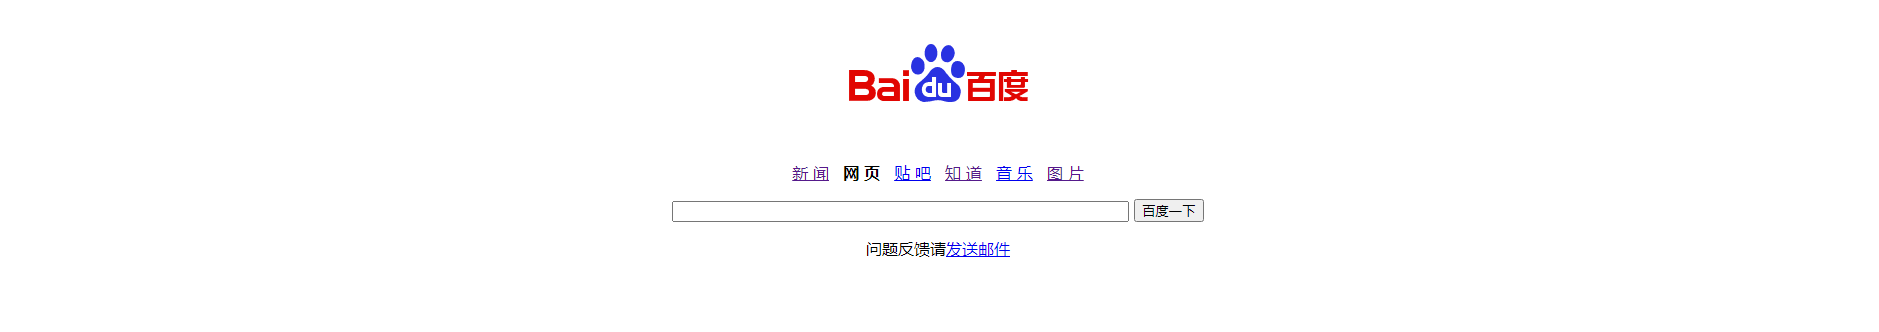 Bai du 百度
新 闻 网 页 贴 吧 知 道 音 乐 图 片
百度一下
问题反馈请发送邮件